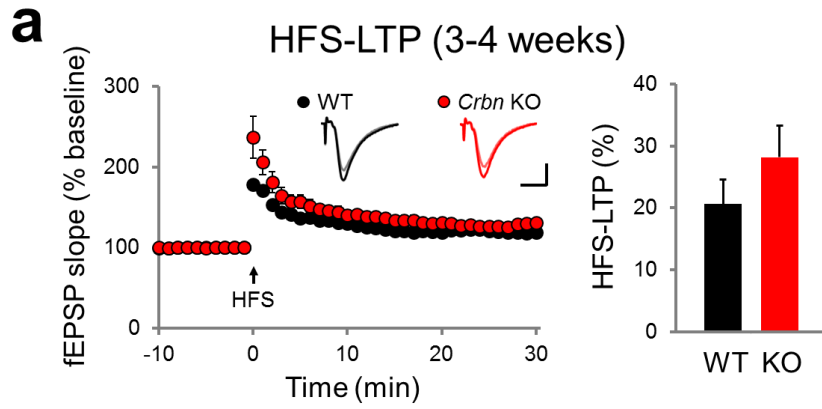 a
HFS-LTP (3-4 weeks)
fEPSP slope (% baseline)
300
200
100
0
-10
0
10
20
30
Time (min)
WT
Crbn KO
HFS
HFS-LTP (%)
40
30
20
10
0
WT
KO